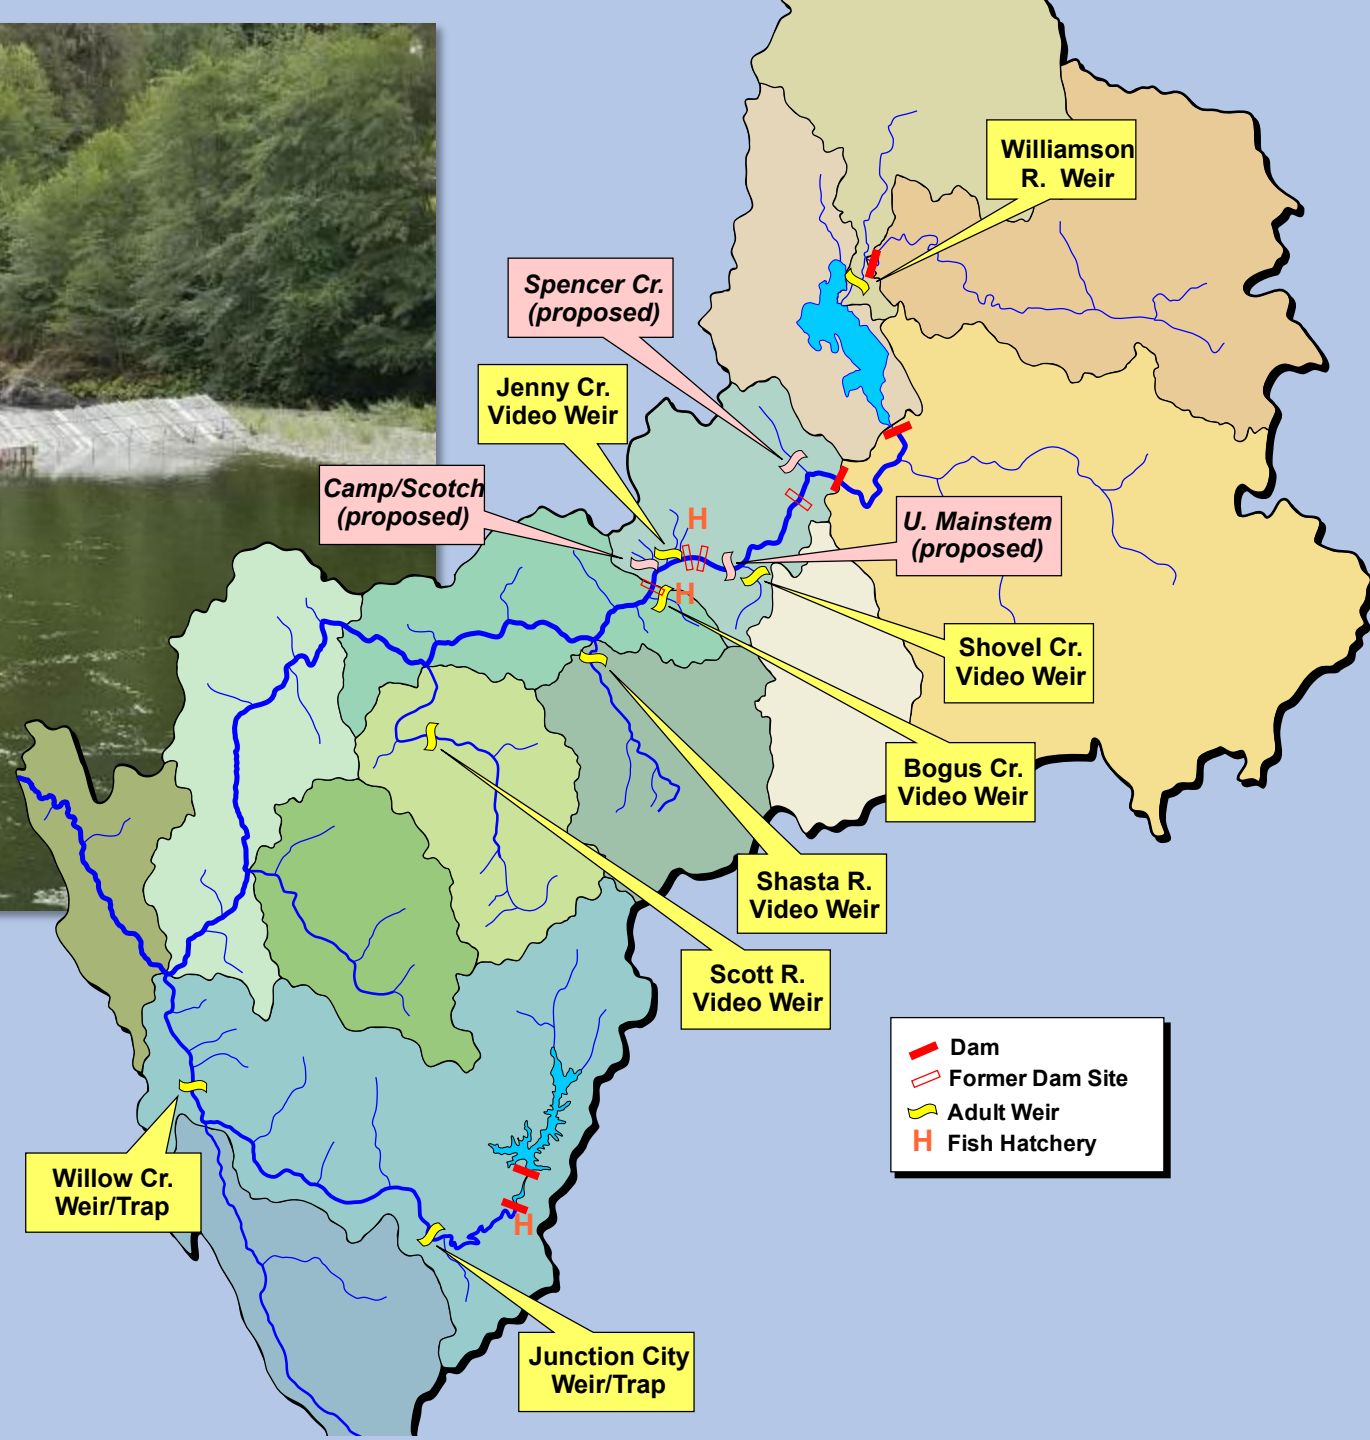 Williamson
R. Weir
Spencer Cr.
(proposed)
Jenny Cr.
Video Weir
Camp/Scotch
(proposed)
H
U. Mainstem
(proposed)
H
Shovel Cr.
Video Weir
Bogus Cr.
Video Weir
Shasta R.
Video Weir
Scott R.
Video Weir
Dam
Former Dam Site
Adult Weir
H Fish Hatchery
Willow Cr.
Weir/Trap
H
Junction City
Weir/Trap